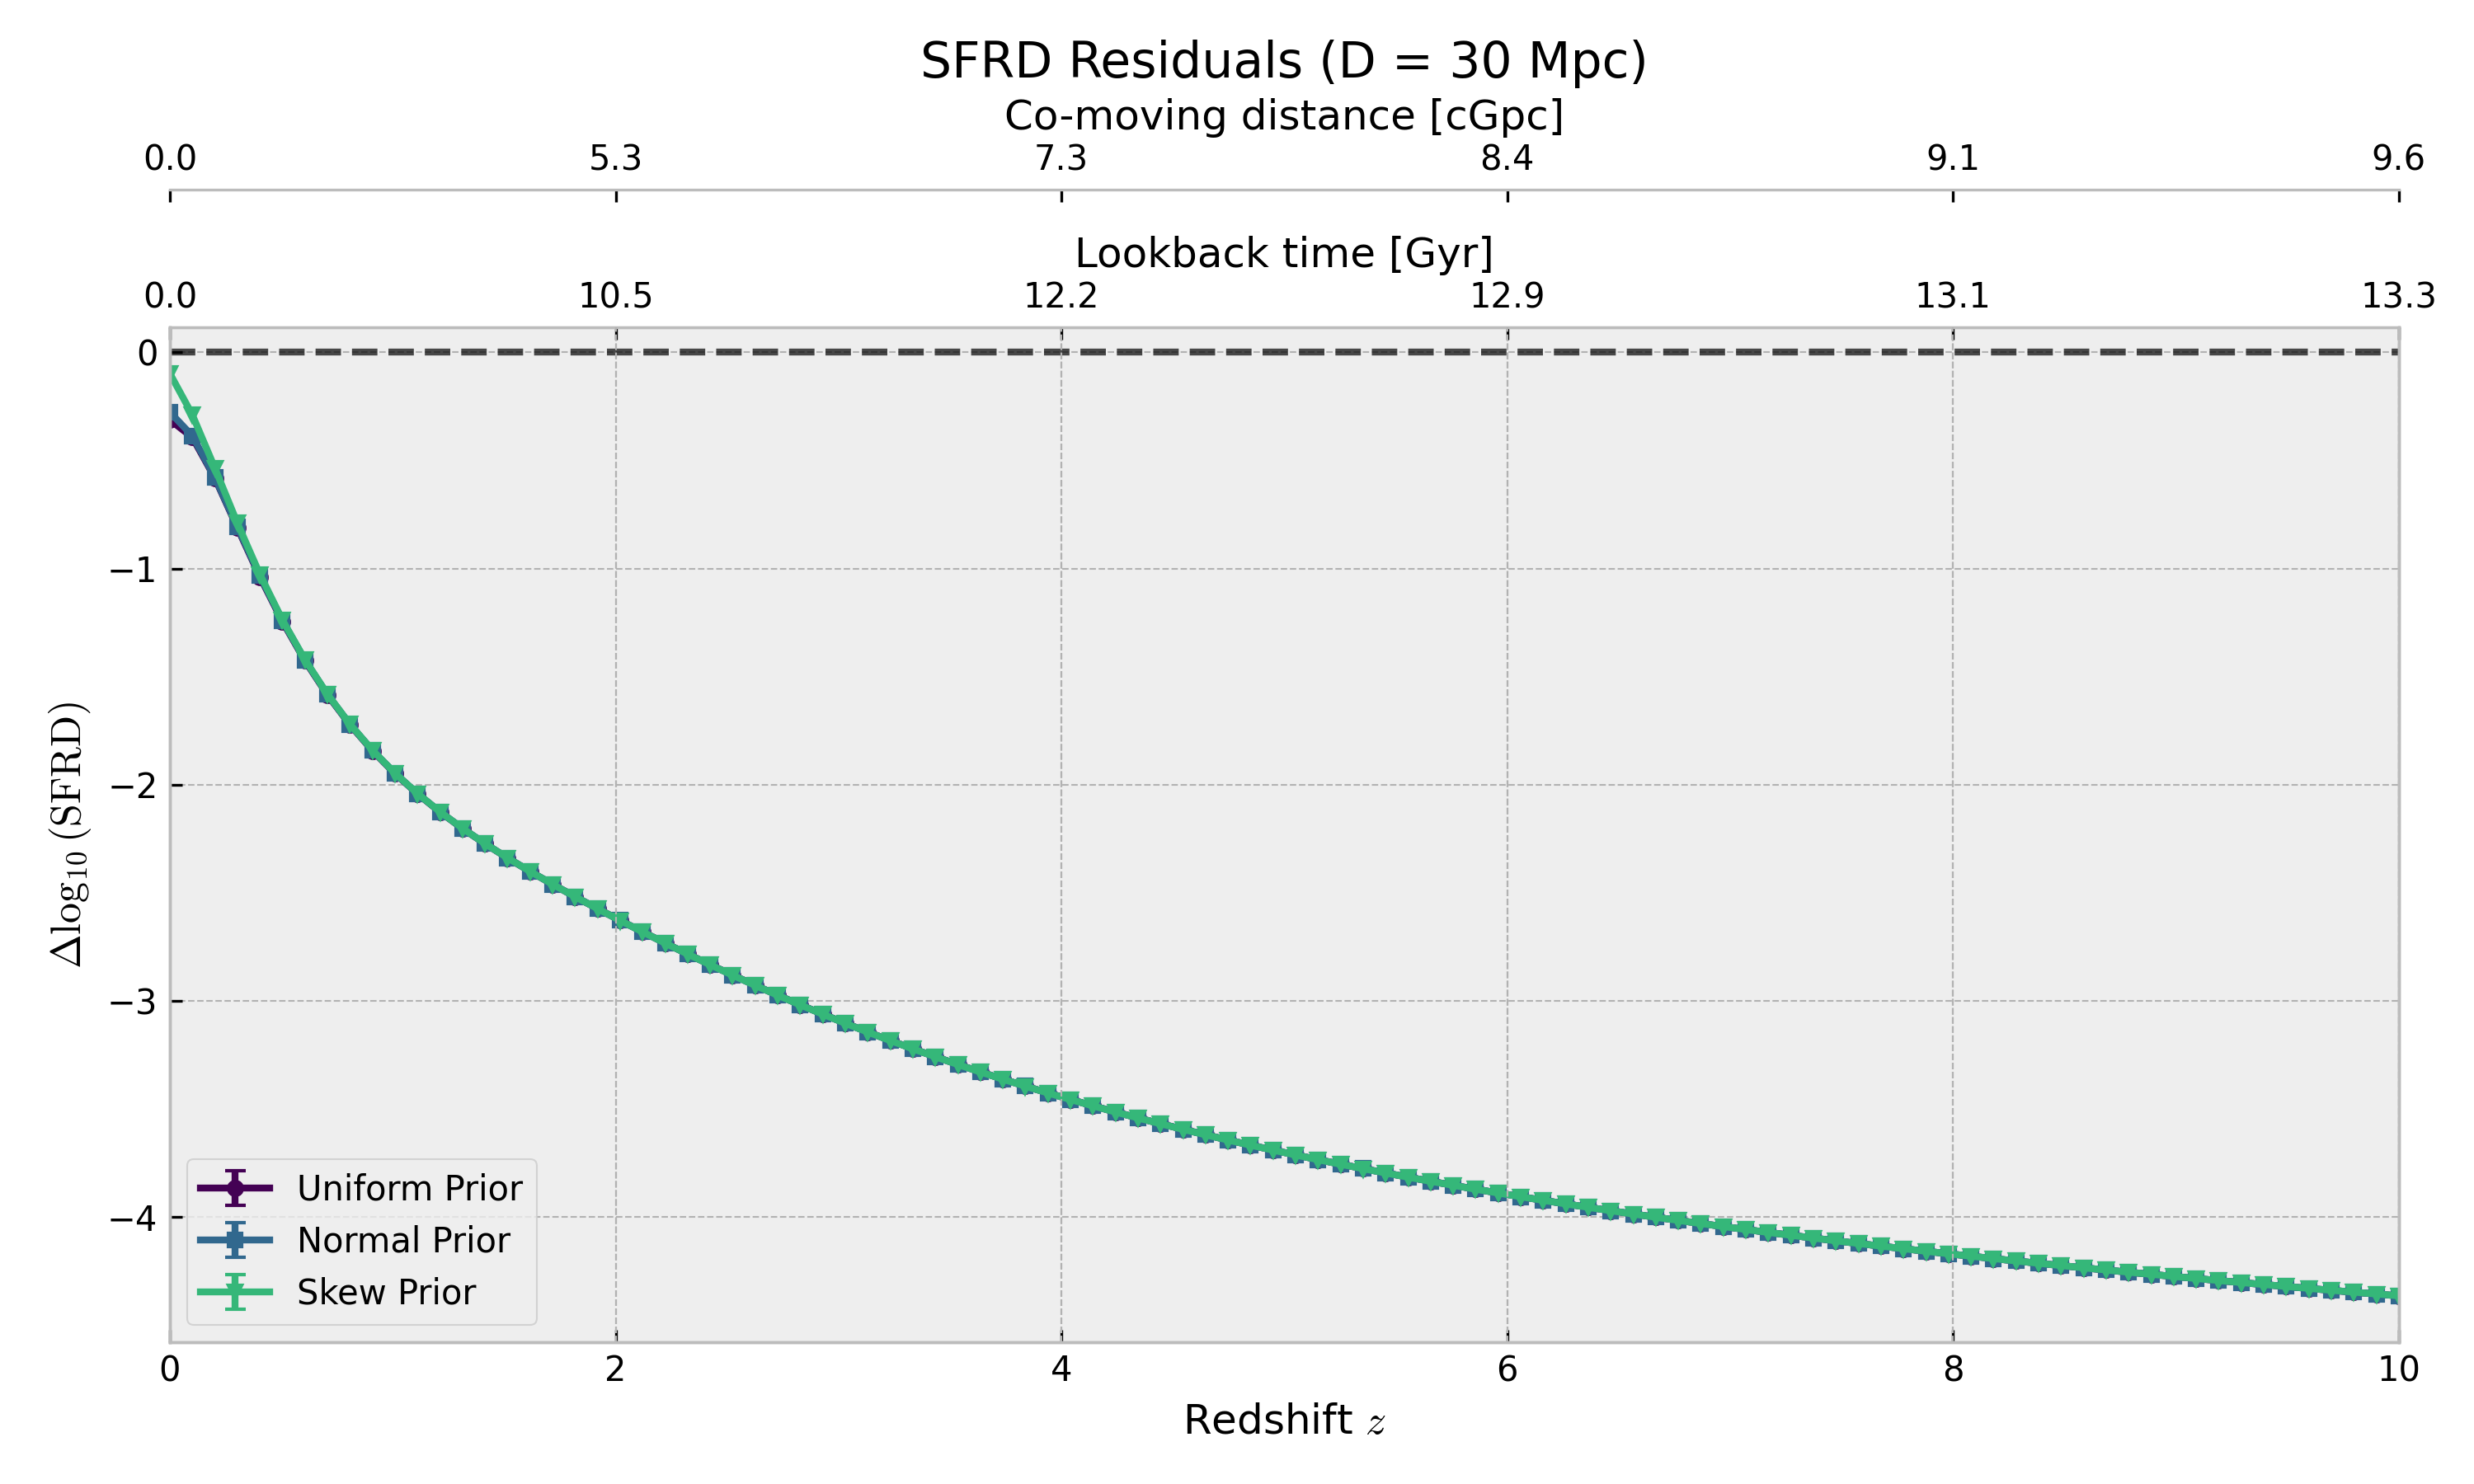 SFRD Residuals (D = 30 Mpc)
Co-moving distance [cGpc]
0.0 5.3 7.3 8.4 9.1 9.6
Lookback time [Gyr]
0.0 10.5 12.2 12.9 13.1 13.3
0
−1
−2
−3
−4
Δlog₁₀(SFRD)
Uniform Prior
Normal Prior
Skew Prior
0 2 4 6 8 10
Redshift z